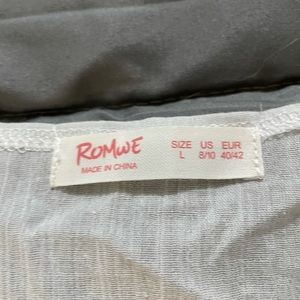 ROMWE
MADE IN CHINA
SIZE US EUR
L 8/10 40/42